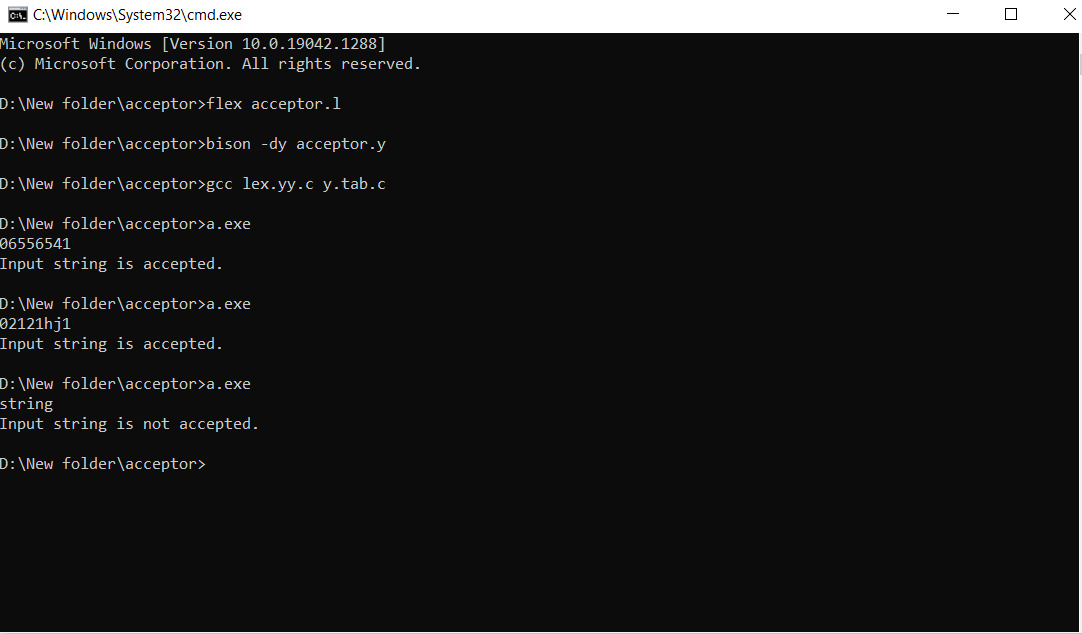 C:\Windows\System32\cmd.exe
Microsoft Windows [Version 10.0.19042.1288]
(c) Microsoft Corporation. All rights reserved.
D:\New folder\acceptor>flex acceptor.l
D:\New folder\acceptor>bison -dy acceptor.y
D:\New folder\acceptor>gcc lex.yy.c y.tab.c
D:\New folder\acceptor>a.exe
06556541
Input string is accepted.
D:\New folder\acceptor>a.exe
02121hj1
Input string is accepted.
D:\New folder\acceptor>a.exe
string
Input string is not accepted.
D:\New folder\acceptor>